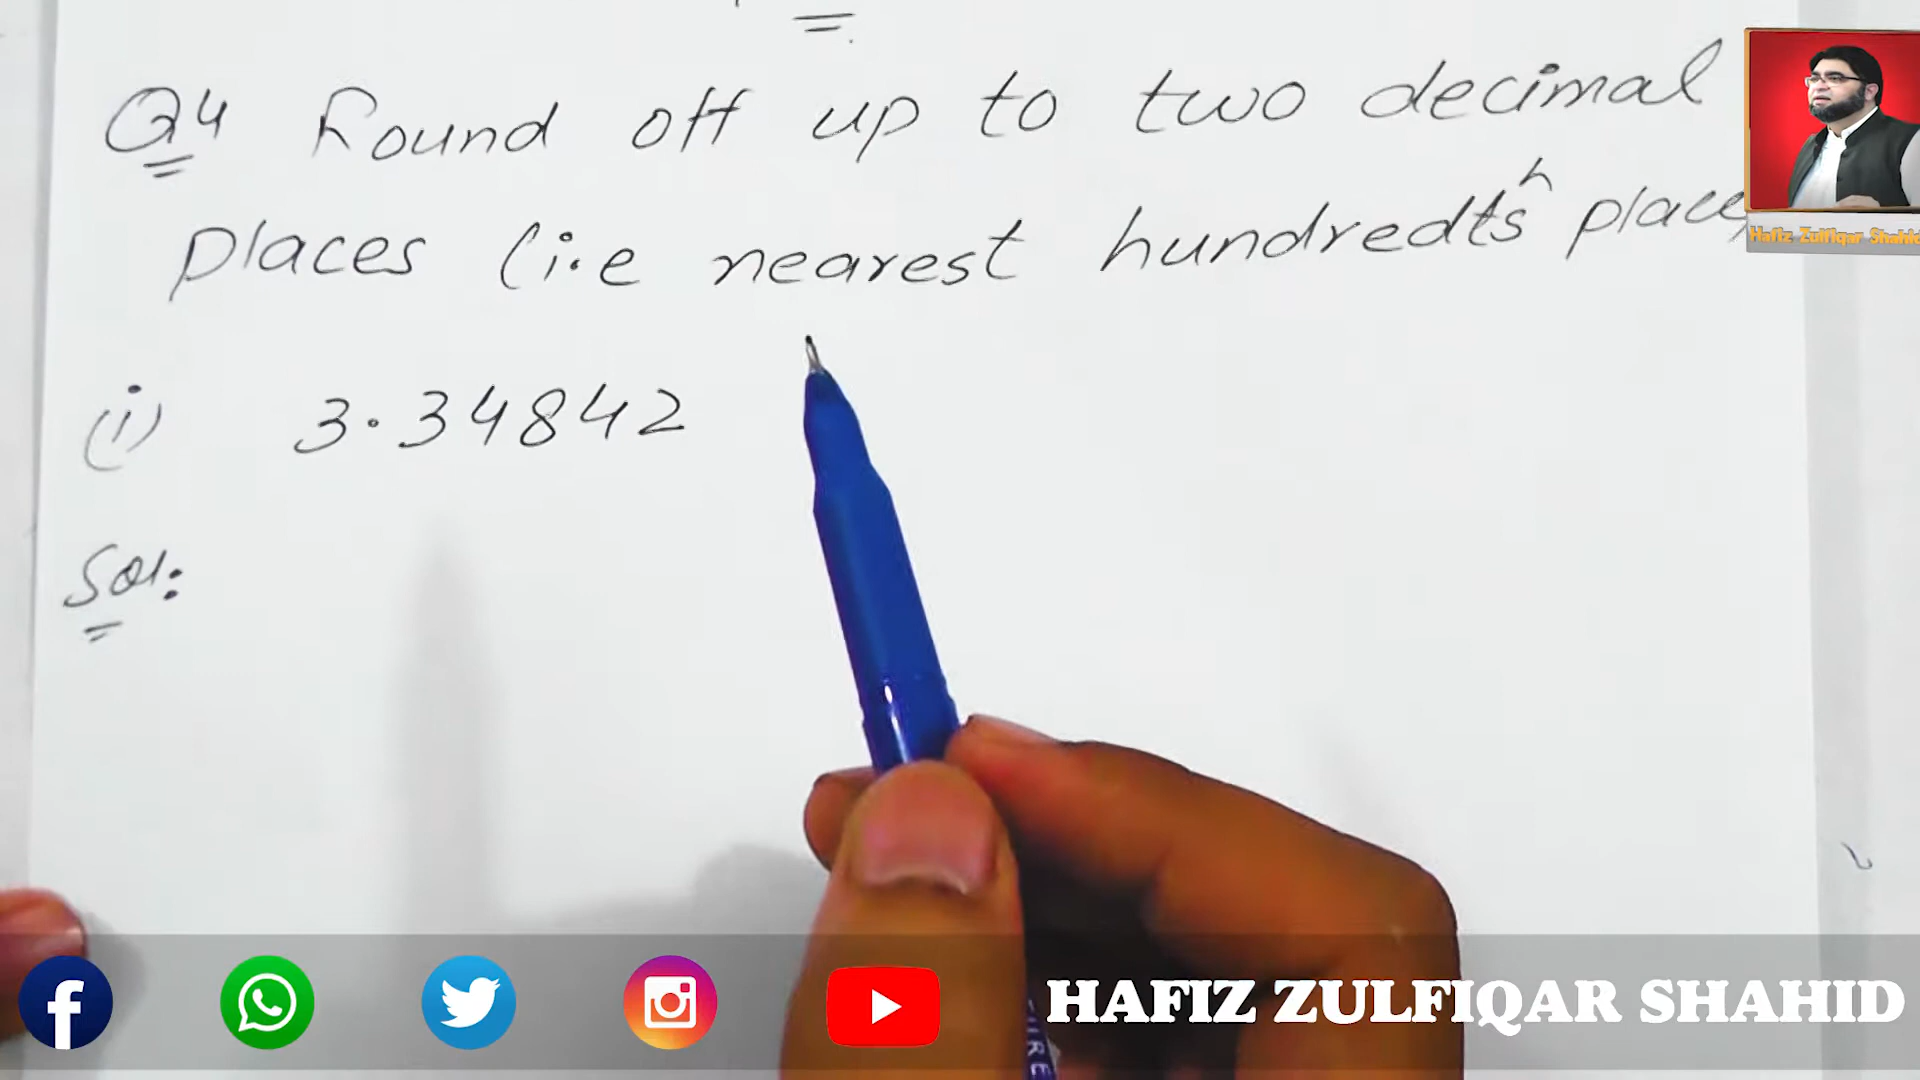 Q4 Round off up to two decimal
places (i.e nearest hundredtsh place
(i) 3.34842
Sol:
Hafiz Zulfiqar Shahid
HAFIZ ZULFIQAR SHAHID